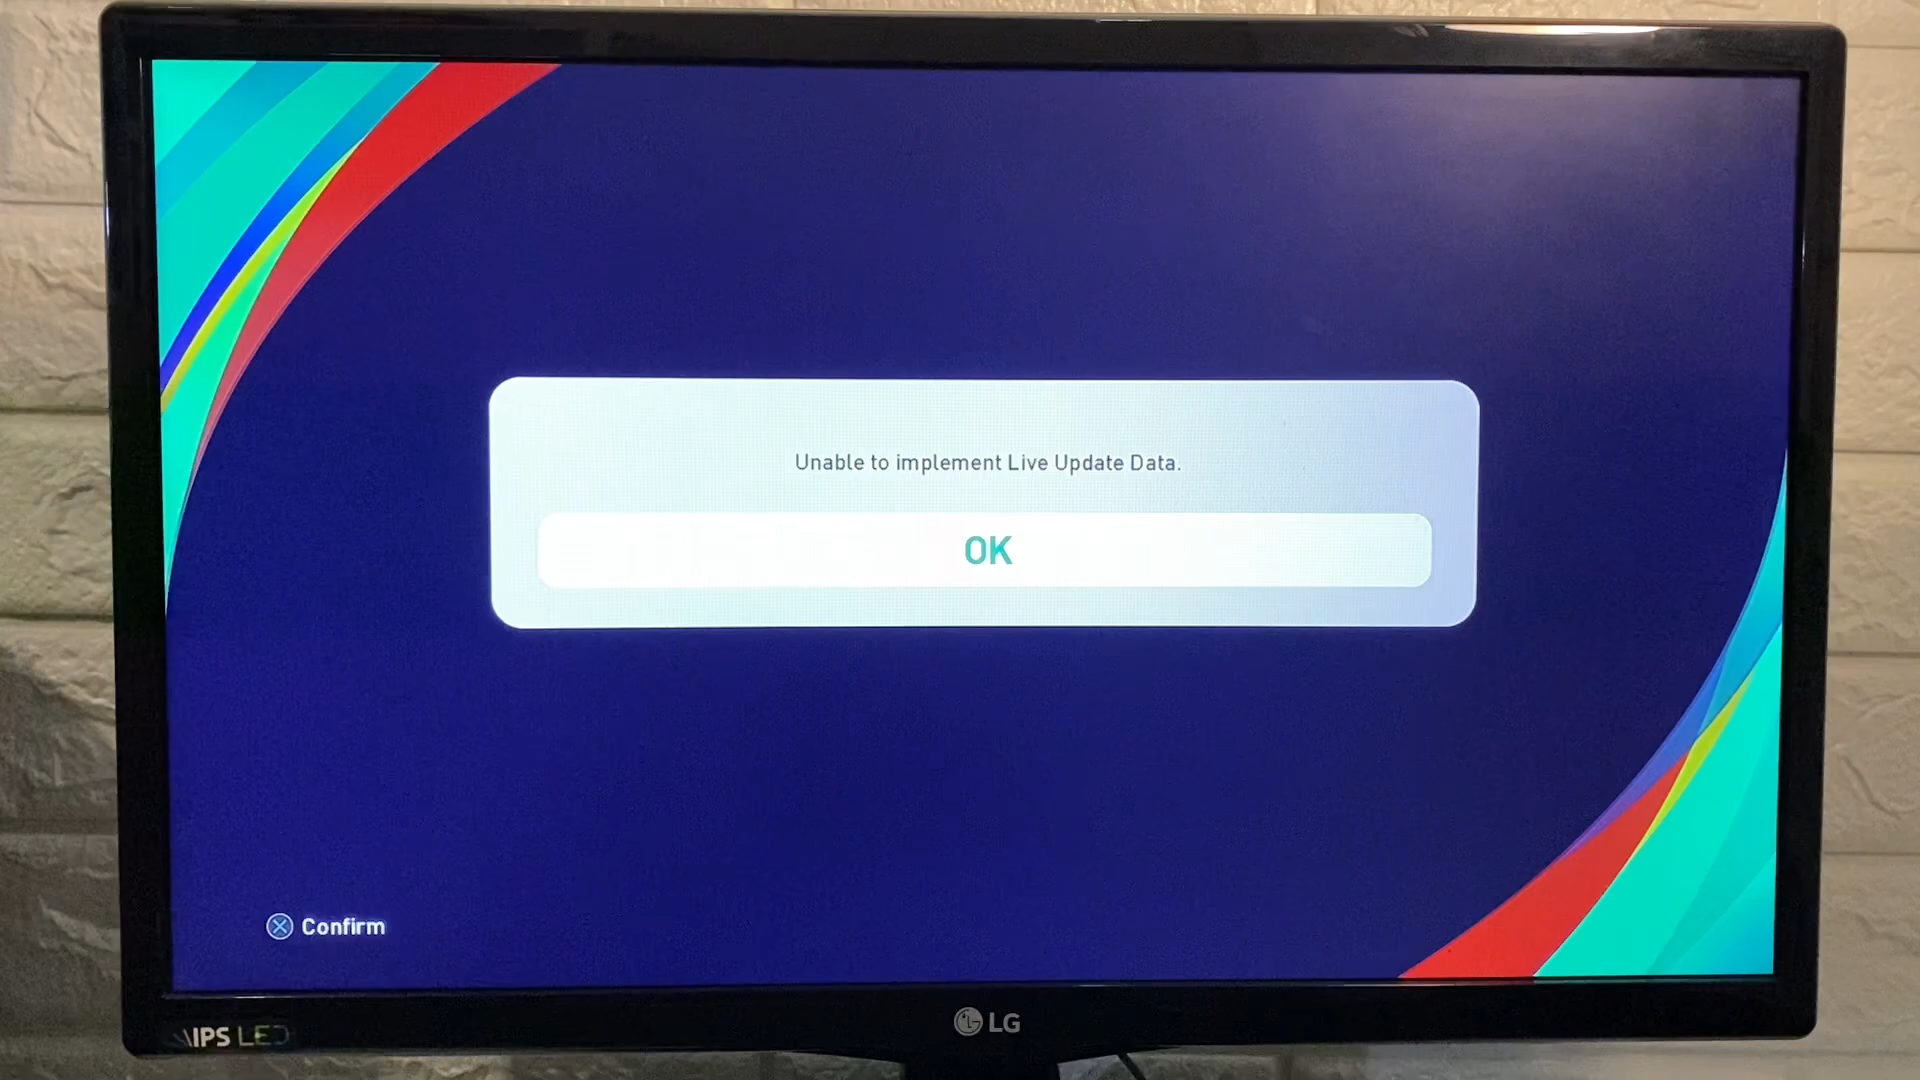 Unable to implement Live Update Data.
OK
Confirm
IPS LED
LG